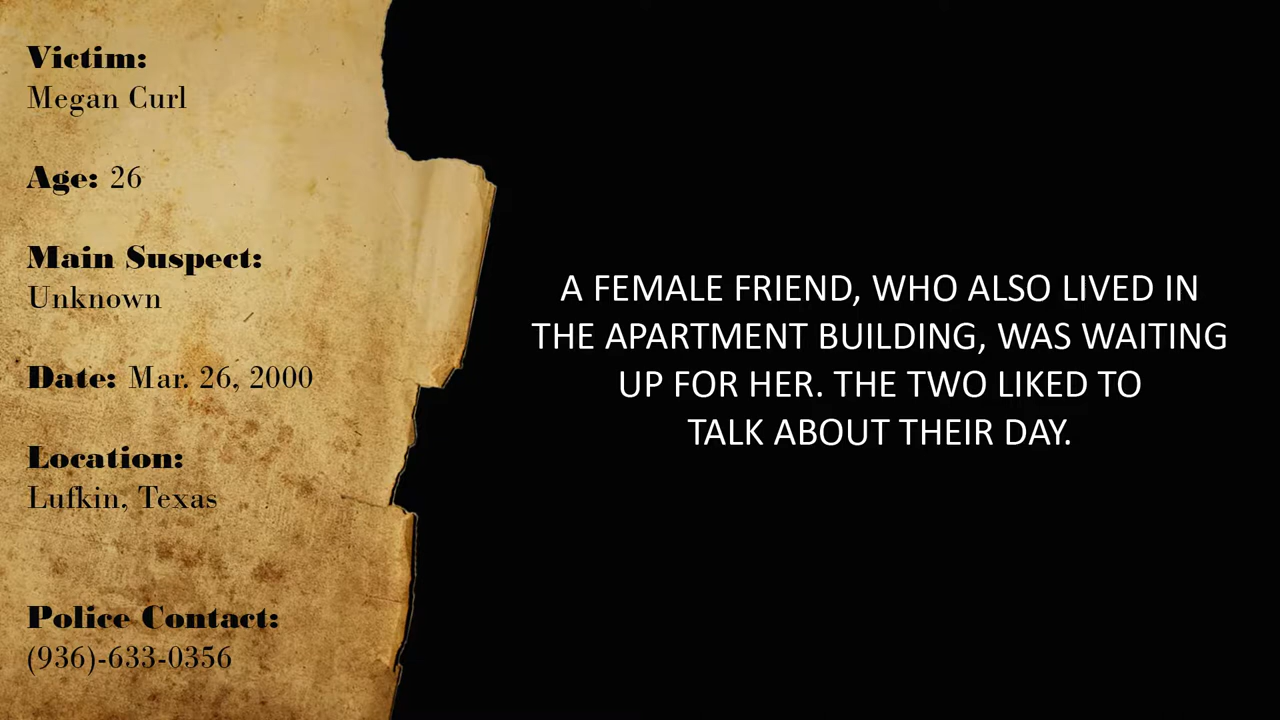 Victim:
Megan Curl
Age: 26
Main Suspect:
Unknown
Date: Mar. 26, 2000
Location:
Lufkin, Texas
Police Contact:
(936)-633-0356
A FEMALE FRIEND, WHO ALSO LIVED IN
THE APARTMENT BUILDING, WAS WAITING
UP FOR HER. THE TWO LIKED TO
TALK ABOUT THEIR DAY.